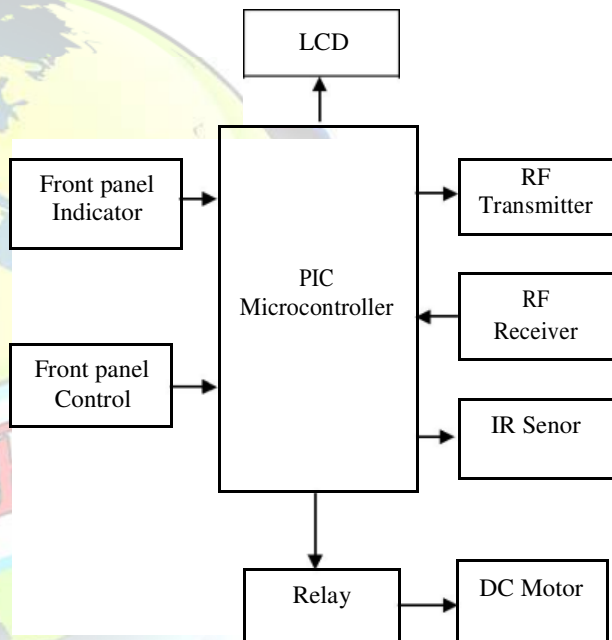 LCD
Front panel
Indicator
RF
Transmitter
PIC
Microcontroller
RF
Receiver
Front panel
Control
IR Senor
Relay
DC Motor